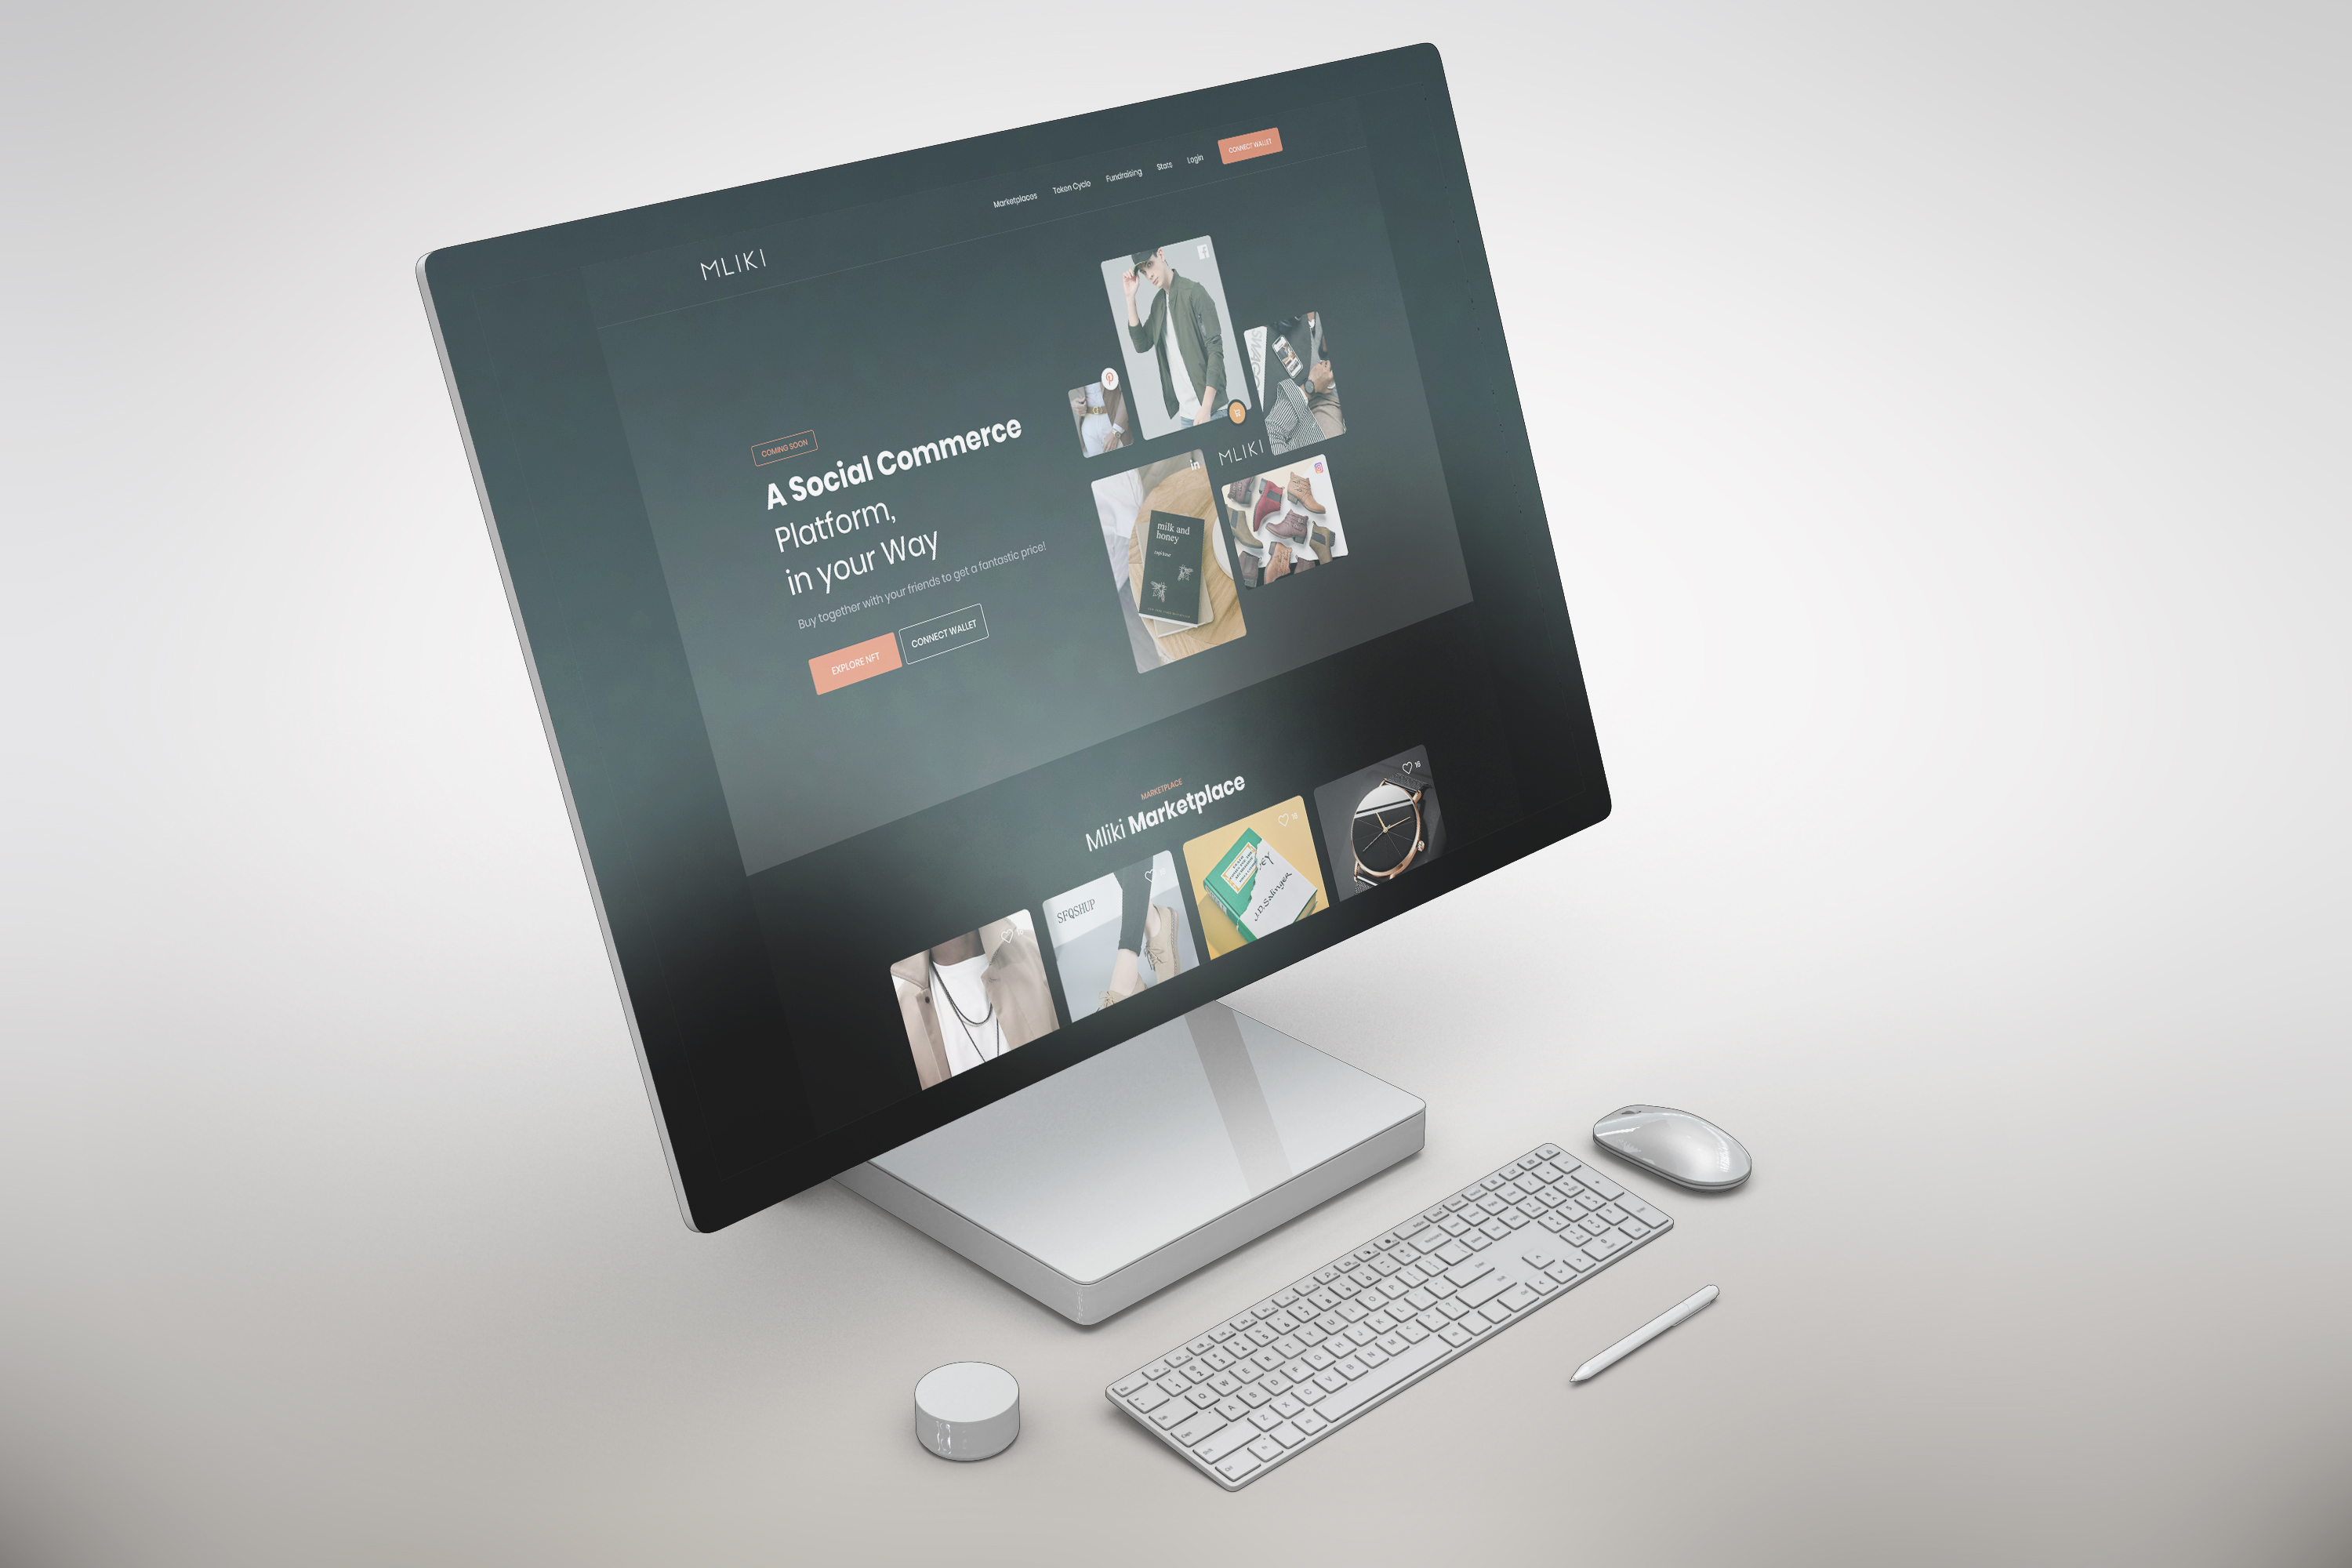 MLIKI
Marketplaces
Token Cycle
Fundraising
Stats
Login
CONNECT WALLET
COMING SOON
A Social Commerce
Platform,
in your Way
Buy together with your friends to get a fantastic price!
EXPLORE NFT
CONNECT WALLET
in
MLIKI
milk and
honey
MARKETPLACE
Mliki Marketplace
SFQSHUP
J.D. Salinger
16